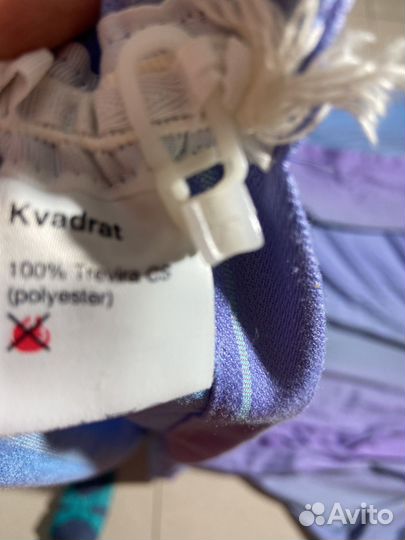 Kvadrat
100% Trevira CS
(polyester)
Avito